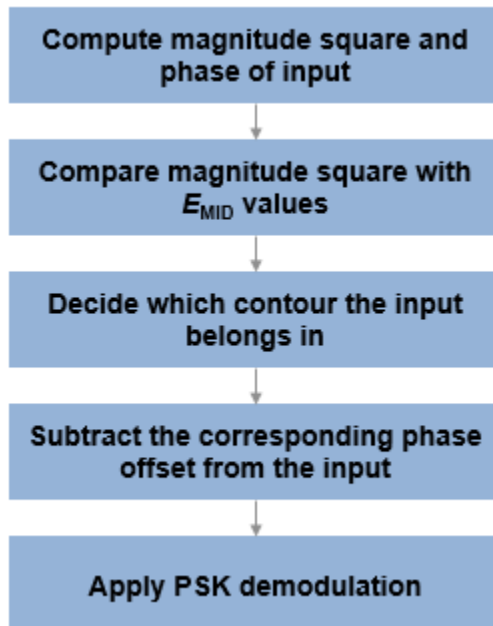 Compute magnitude square and
phase of input
Compare magnitude square with
E_MID values
Decide which contour the input
belongs in
Subtract the corresponding phase
offset from the input
Apply PSK demodulation